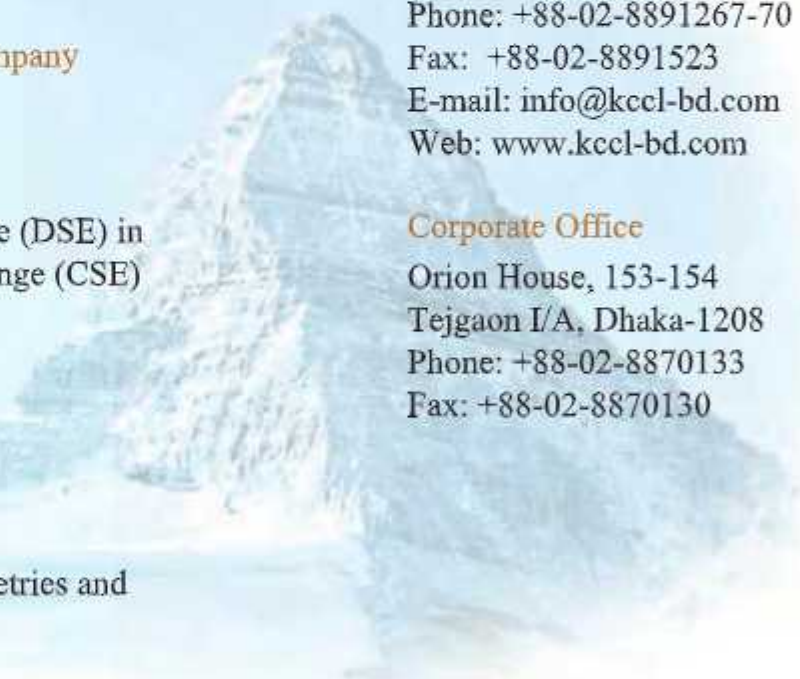 mpany
e (DSE) in
nge (CSE)
etries and
Phone: +88-02-8891267-70
Fax: +88-02-8891523
E-mail: info@kccl-bd.com
Web: www.kccl-bd.com
Corporate Office
Orion House, 153-154
Tejgaon I/A, Dhaka-1208
Phone: +88-02-8870133
Fax: +88-02-8870130